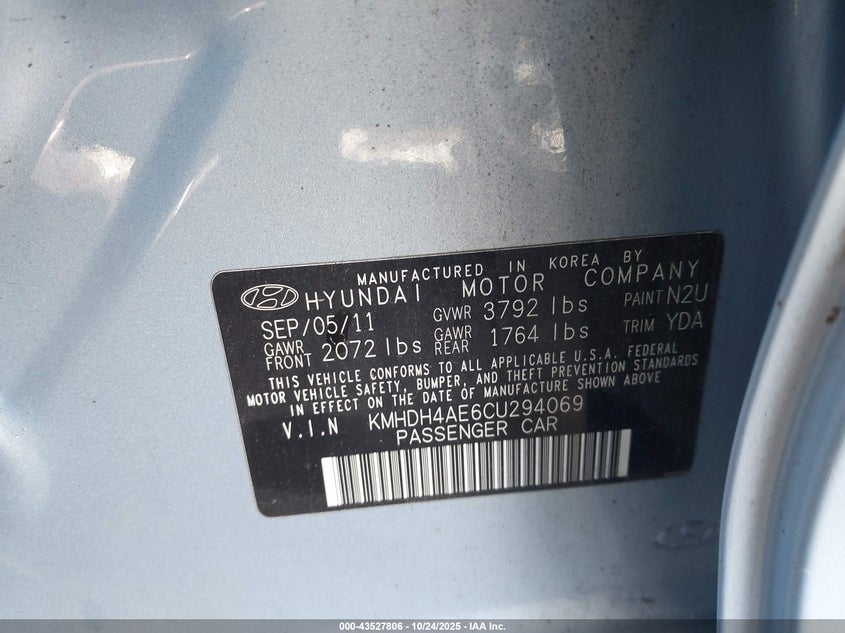 MANUFACTURED IN KOREA BY
HYUNDAI MOTOR COMPANY
SEP/05/11 GVWR 3792 lbs PAINT N2U
GAWR FRONT 2072 lbs GAWR REAR 1764 lbs TRIM YDA
THIS VEHICLE CONFORMS TO ALL APPLICABLE U.S.A. FEDERAL
MOTOR VEHICLE SAFETY, BUMPER, AND THEFT PREVENTION STANDARDS
IN EFFECT ON THE DATE OF MANUFACTURE SHOWN ABOVE
V.I.N KMHDH4AE6CU294069
PASSENGER CAR
000-43527806 - 10/24/2025 - IAA Inc.